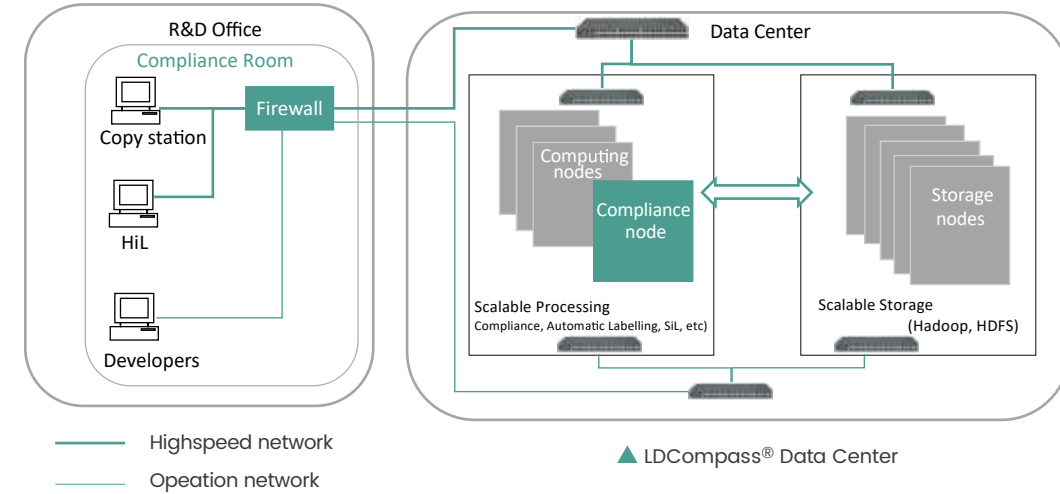 R&D Office
Compliance Room
Firewall
Copy station
HiL
Developers
Data Center
Computing
nodes
Compliance
node
Scalable Processing
Compliance, Automatic Labelling, SiL, etc)
Storage
nodes
Scalable Storage
(Hadoop, HDFS)
Highspeed network
Opeation network
▲ LDCompass® Data Center